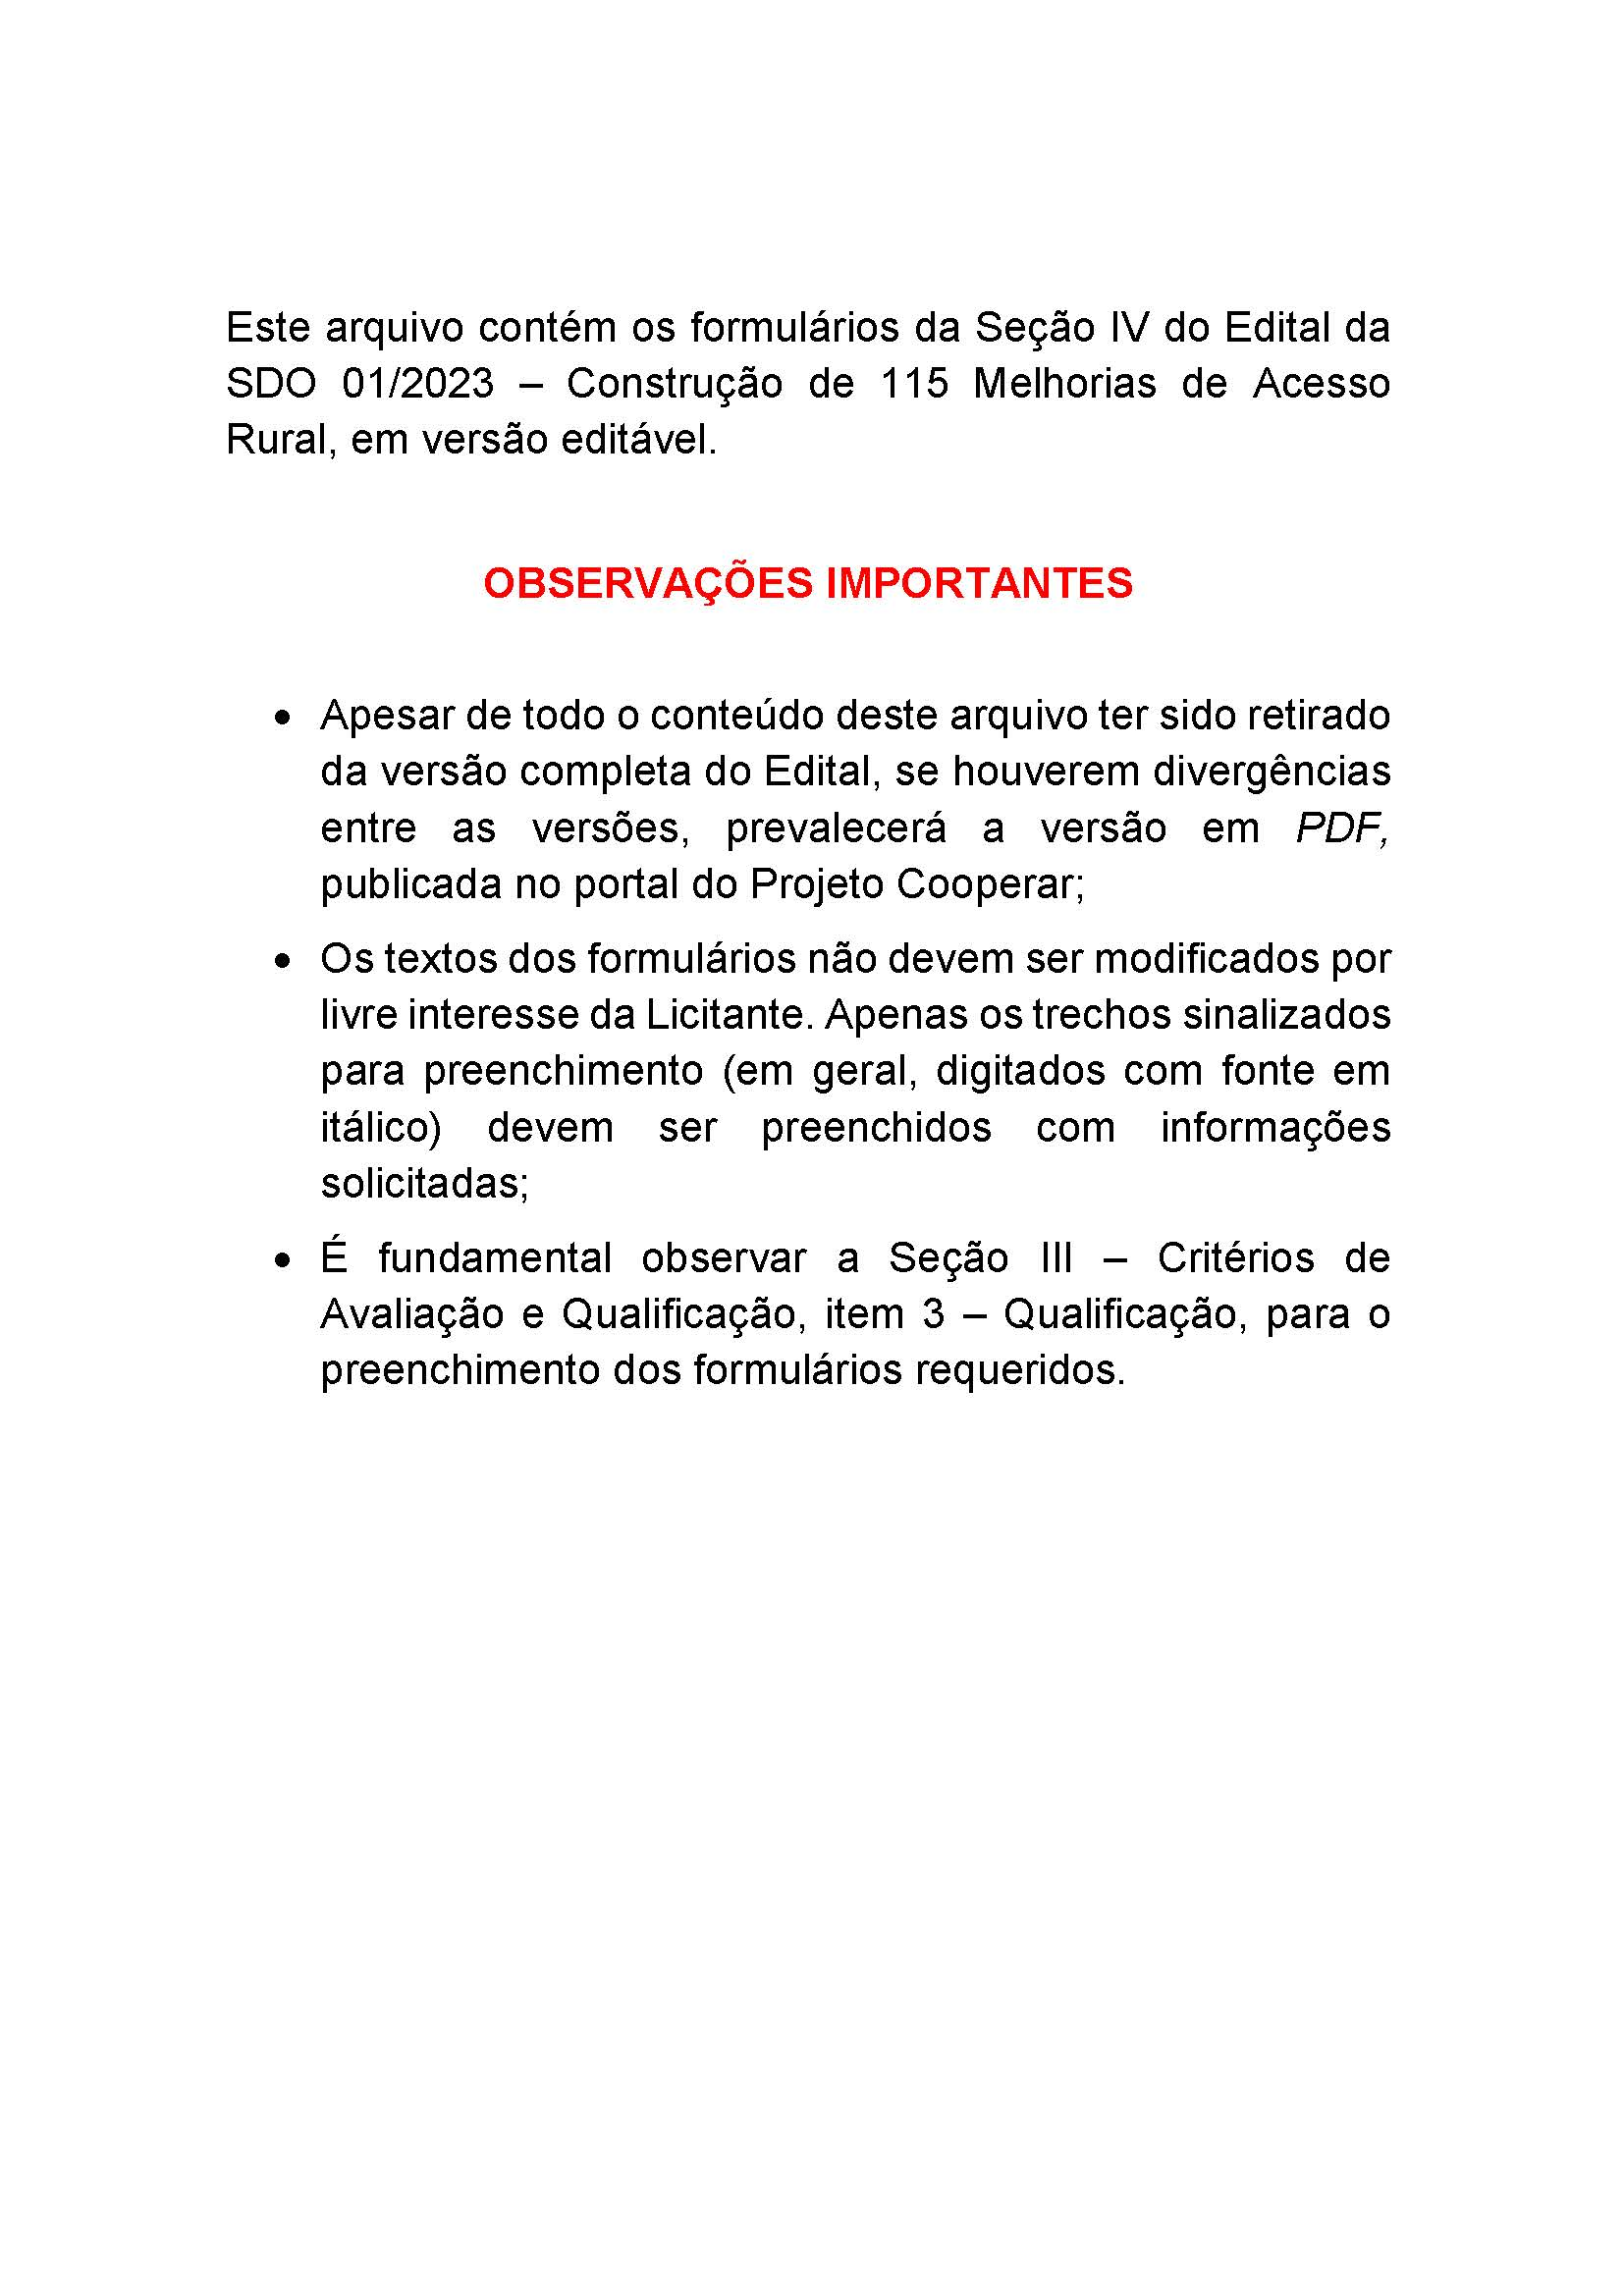 Este arquivo contém os formulários da Seção IV do Edital da
SDO 01/2023 – Construção de 115 Melhorias de Acesso
Rural, em versão editável.
OBSERVAÇÕES IMPORTANTES
• Apesar de todo o conteúdo deste arquivo ter sido retirado
da versão completa do Edital, se houverem divergências
entre as versões, prevalecerá a versão em PDF,
publicada no portal do Projeto Cooperar;
• Os textos dos formulários não devem ser modificados por
livre interesse da Licitante. Apenas os trechos sinalizados
para preenchimento (em geral, digitados com fonte em
itálico) devem ser preenchidos com informações
solicitadas;
• É fundamental observar a Seção III – Critérios de
Avaliação e Qualificação, item 3 – Qualificação, para o
preenchimento dos formulários requeridos.